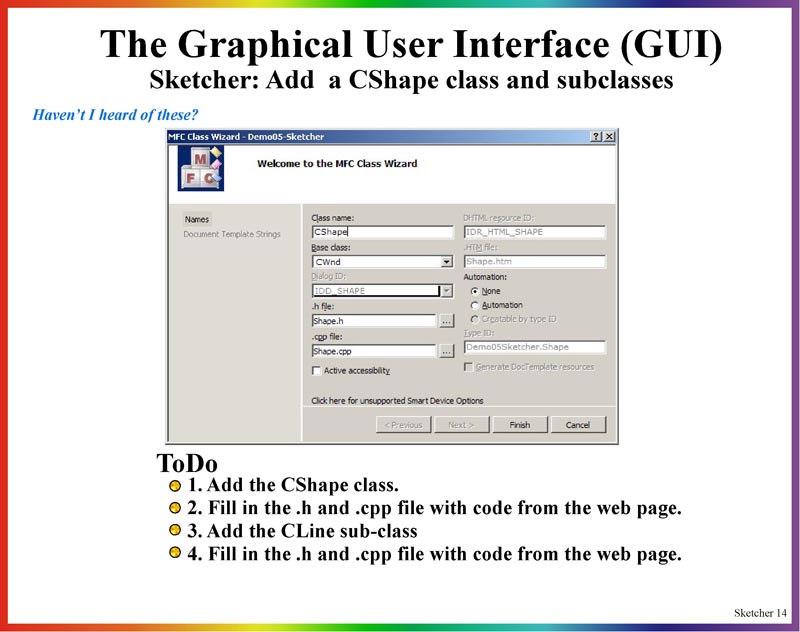 The Graphical User Interface (GUI)
Sketcher: Add  a CShape class and subclasses
Haven't I heard of these?
MFC Class Wizard - Demo05-Sketcher
M
F C
Welcome to the MFC Class Wizard
Names
Document Template Strings
Class name:
CShape
Base class:
CWnd
Dialog ID:
IDD_SHAPE
.h file:
Shape.h
...
.cpp file:
Shape.cpp
...
Active accessibility
DHTML resource ID:
IDR_HTML_SHAPE
.HTM file:
Shape.htm
Automation:
None
Automation
Creatable by type ID
Type ID:
Demo05Sketcher.Shape
Generate DocTemplate resources
Click here for unsupported Smart Device Options
< Previous
Next >
Finish
Cancel
ToDo
1. Add the CShape class.
2. Fill in the .h and .cpp file with code from the web page.
3. Add the CLine sub-class
4. Fill in the .h and .cpp file with code from the web page.
Sketcher 14